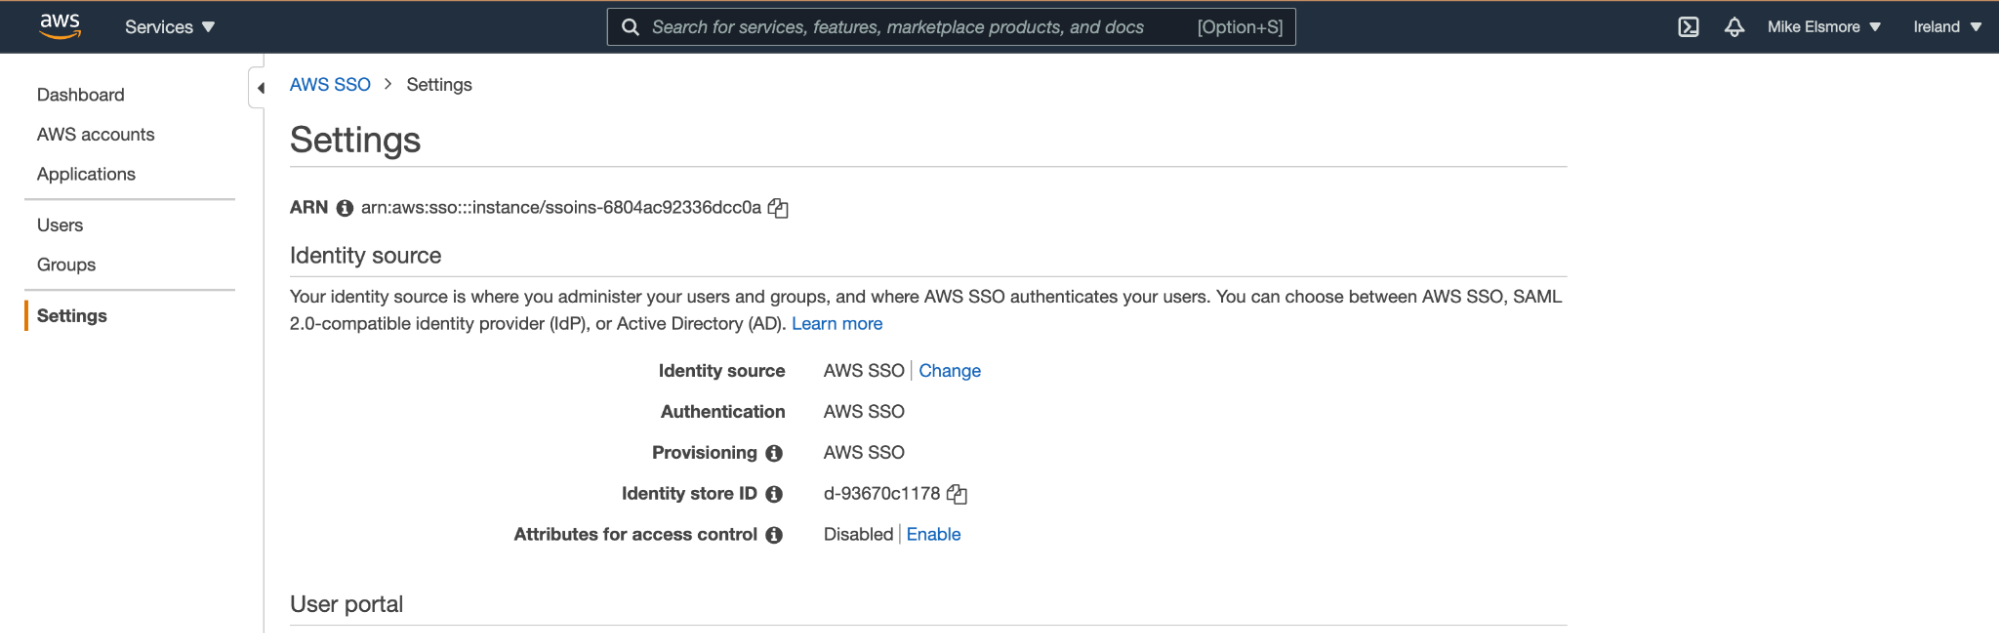 aws
Services ▼
Search for services, features, marketplace products, and docs [Option+S]
Mike Elsmore ▼
Ireland ▼
Dashboard
AWS accounts
Applications
Users
Groups
Settings
AWS SSO > Settings
Settings
ARN arn:aws:sso:::instance/ssoins-6804ac92336dcc0a
Identity source
Your identity source is where you administer your users and groups, and where AWS SSO authenticates your users. You can choose between AWS SSO, SAML
2.0-compatible identity provider (IdP), or Active Directory (AD). Learn more
Identity source AWS SSO | Change
Authentication AWS SSO
Provisioning AWS SSO
Identity store ID d-93670c1178
Attributes for access control Disabled | Enable
User portal